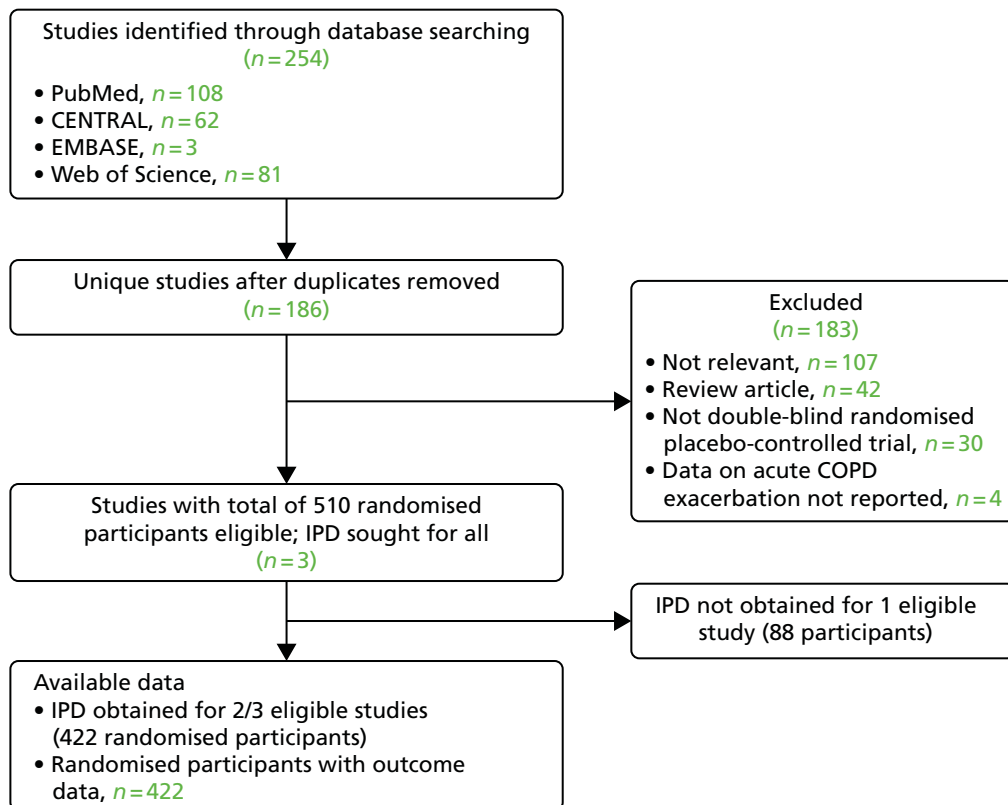 Studies identified through database searching
(n = 254)
• PubMed, n = 108
• CENTRAL, n = 62
• EMBASE, n = 3
• Web of Science, n = 81
Unique studies after duplicates removed
(n = 186)
Excluded
(n = 183)
• Not relevant, n = 107
• Review article, n = 42
• Not double-blind randomised
placebo-controlled trial, n = 30
• Data on acute COPD
exacerbation not reported, n = 4
Studies with total of 510 randomised
participants eligible; IPD sought for all
(n = 3)
IPD not obtained for 1 eligible
study (88 participants)
Available data
• IPD obtained for 2/3 eligible studies
(422 randomised participants)
• Randomised participants with outcome
data, n = 422